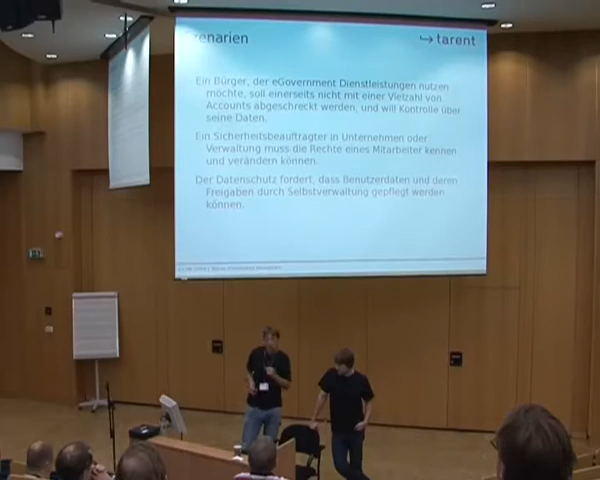 enarien
tarent
Ein Bürger, der eGovernment Dienstleistungen nutzen
möchte, soll einerseits nicht mit einer Vielzahl von
Accounts abgeschreckt werden, und will Kontrolle über
seine Daten.
Ein Sicherheitsbeauftragter in Unternehmen oder
Verwaltung muss die Rechte eines Mitarbeiter kennen
und verändern können.
Der Datenschutz fordert, dass Benutzerdaten und deren
Freigaben durch Selbstverwaltung gepflegt werden
können.